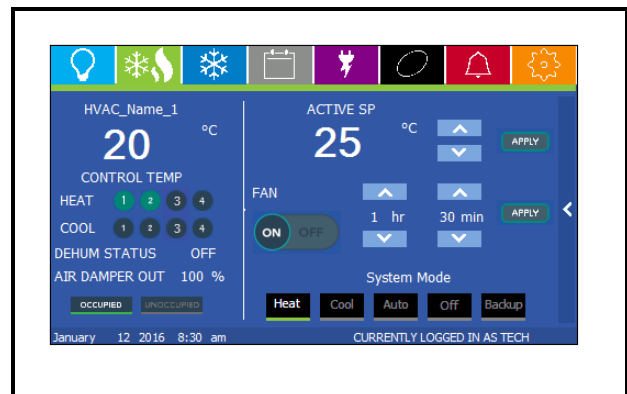 HVAC_Name_1
20 °C
CONTROL TEMP
HEAT 1 2 3 4
COOL 1 2 3 4
DEHUM STATUS OFF
AIR DAMPER OUT 100 %
OCCUPIED UNOCCUPIED
ACTIVE SP
25 °C APPLY
FAN
ON OFF 1 hr 30 min APPLY
System Mode
Heat Cool Auto Off Backup
January 12 2016 8:30 am CURRENTLY LOGGED IN AS TECH